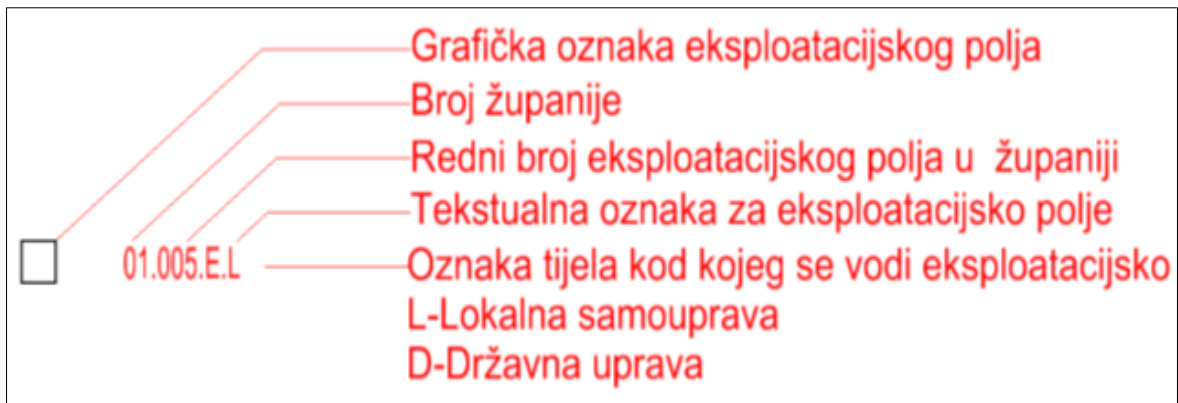 Grafička oznaka eksploatacijskog polja
Broj županije
Redni broj eksploatacijskog polja u županiji
Tekstualna oznaka za eksploatacijsko polje
01.005.E.L
Oznaka tijela kod kojeg se vodi eksploatacijsko
L-Lokalna samouprava
D-Državna uprava